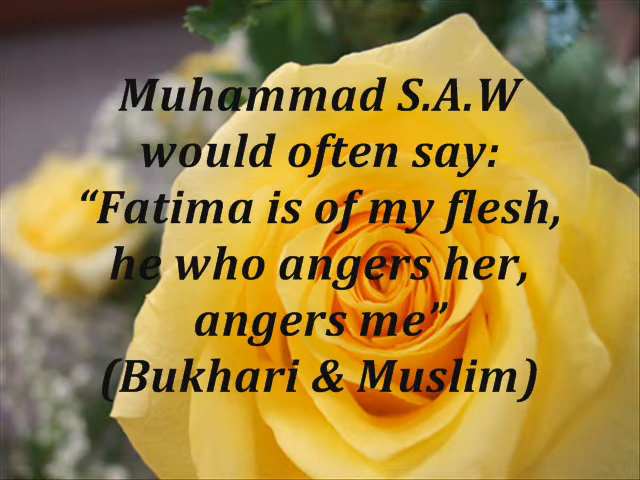 Muhammad S.A.W
would often say:
“Fatima is of my flesh,
he who angers her,
angers me”
(Bukhari & Muslim)